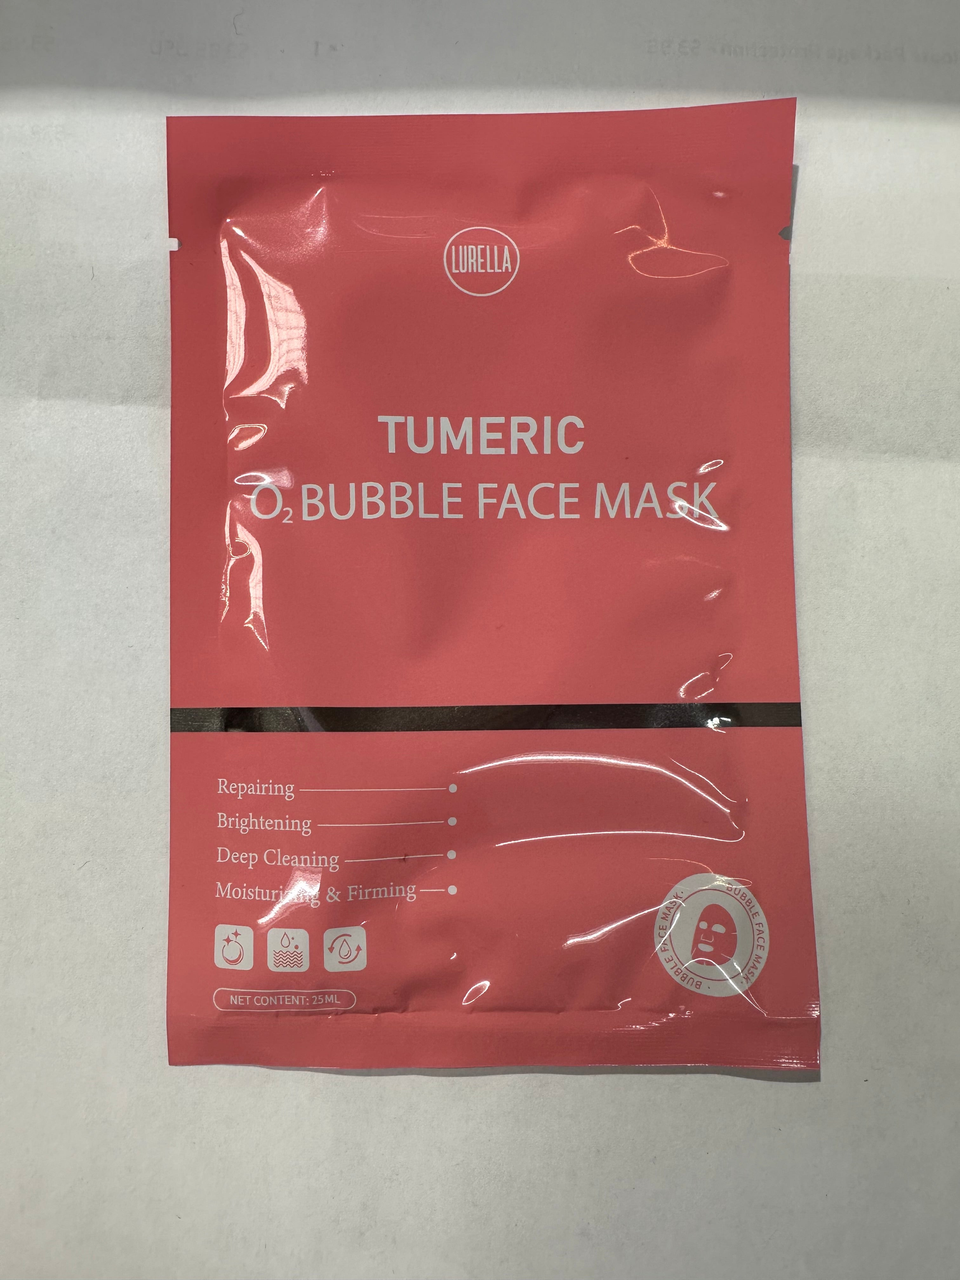 LURELLA
TUMERIC
O₂ BUBBLE FACE MASK
Repairing
Brightening
Deep Cleaning
Moisturizing & Firming
NET CONTENT: 25ML
BUBBLE FACE MASK · BUBBLE FACE MASK ·